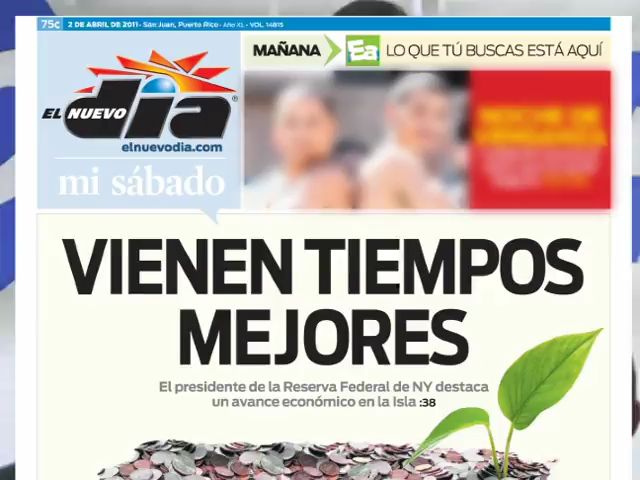 75¢ 2 DE ABRIL DE 2011 • San Juan, Puerto Rico • Año XL • VOL. 14815
MAÑANA Ea LO QUE TÚ BUSCAS ESTÁ AQUÍ
EL NUEVO día®
elnuevodia.com
mi sábado
VIENEN TIEMPOS
MEJORES
El presidente de la Reserva Federal de NY destaca
un avance económico en la Isla :38